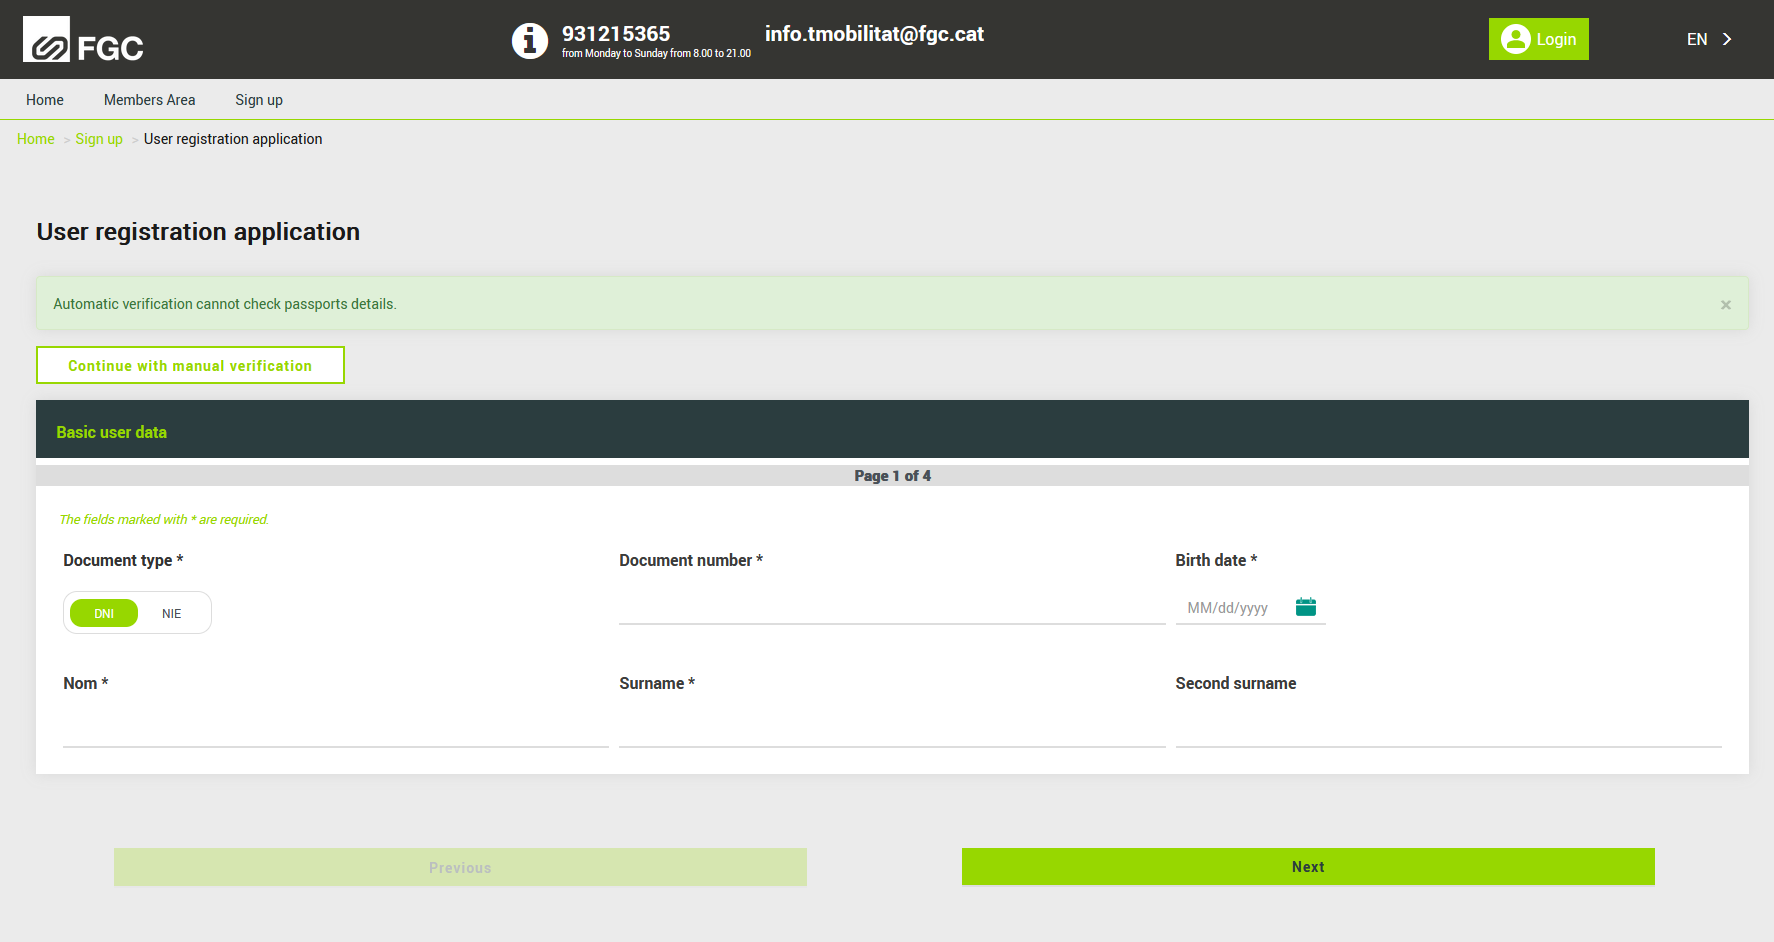 FGC
931215365
from Monday to Sunday from 8.00 to 21.00
info.tmobilitat@fgc.cat
Login
EN
Home
Members Area
Sign up
Home > Sign up > User registration application
User registration application
Automatic verification cannot check passports details.
×
Continue with manual verification
Basic user data
Page 1 of 4
The fields marked with * are required.
Document type *
Document number *
Birth date *
DNI
NIE
MM/dd/yyyy
Nom *
Surname *
Second surname
Previous
Next